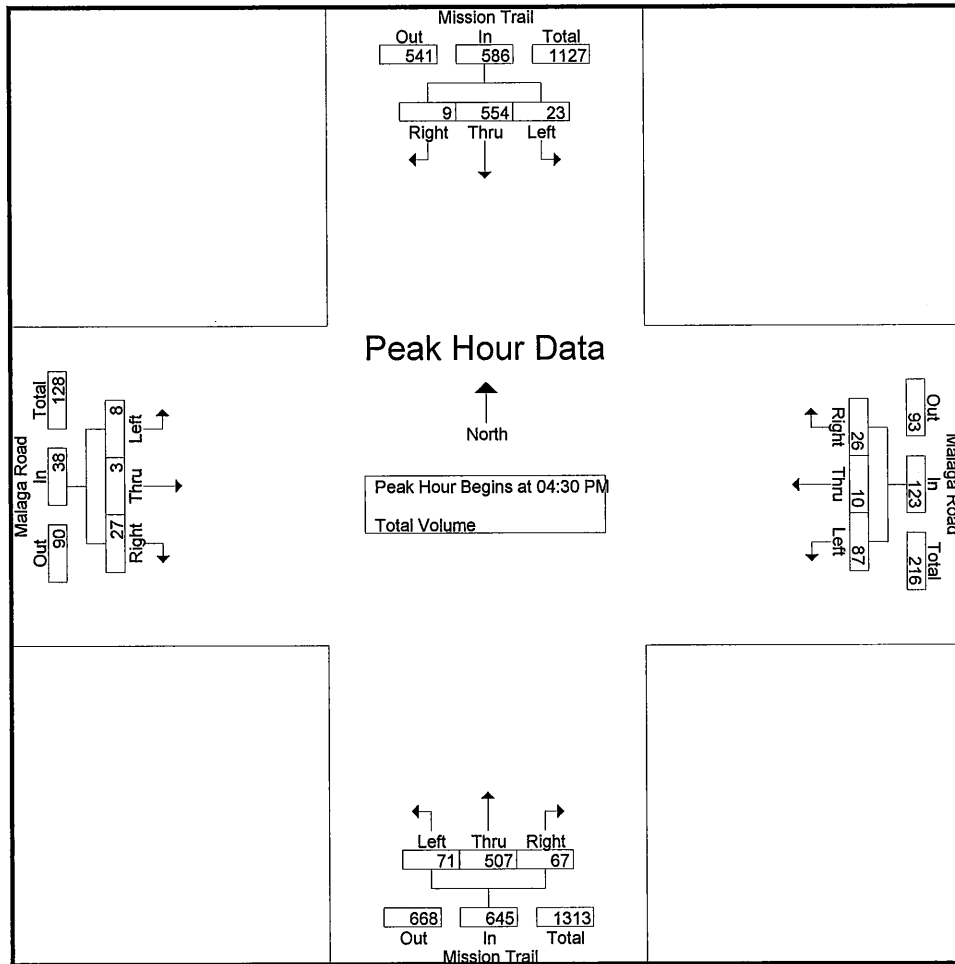 Mission Trail
Out In Total
541 586 1127
9 554 23
Right Thru Left
Peak Hour Data
North
Peak Hour Begins at 04:30 PM
Total Volume
Malaga Road
Total In Out
128 38 90
8 3 27
Left Thru Right
Right Thru Left
26 10 87
93 123 216
Out In Total
Malaga Road
Left Thru Right
71 507 67
668 645 1313
Out In Total
Mission Trail